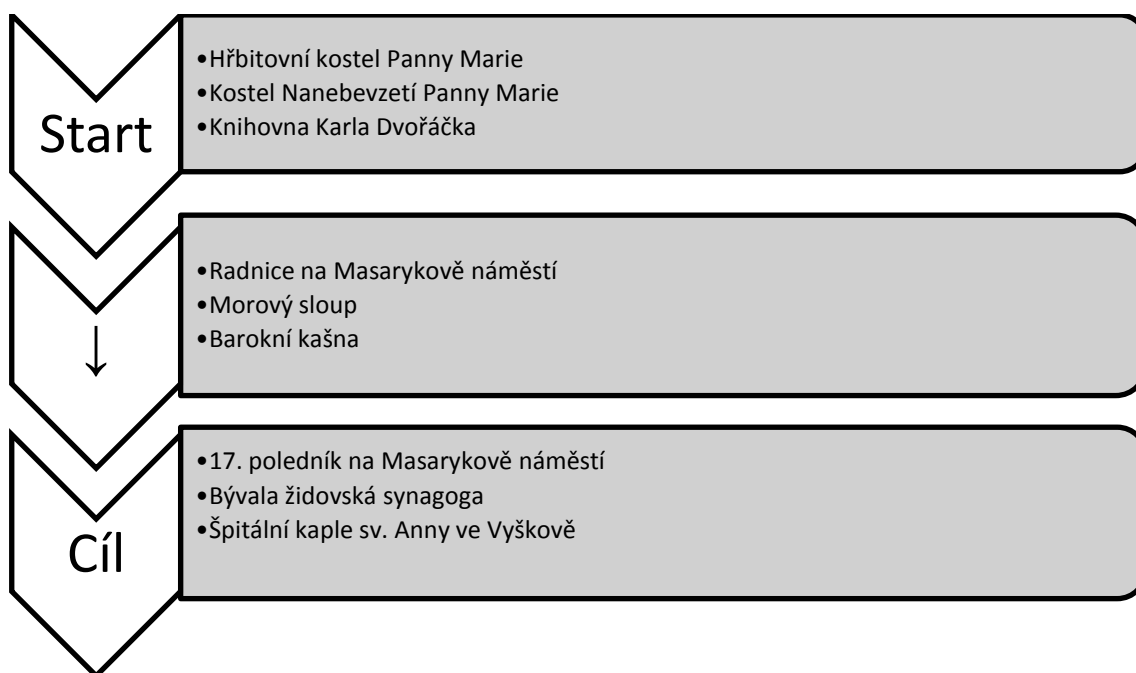 Start
•Hřbitovní kostel Panny Marie
•Kostel Nanebevzetí Panny Marie
•Knihovna Karla Dvořáčka
↓
•Radnice na Masarykově náměstí
•Morový sloup
•Barokní kašna
Cíl
•17. poledník na Masarykově náměstí
•Bývala židovská synagoga
•Špitální kaple sv. Anny ve Vyškově